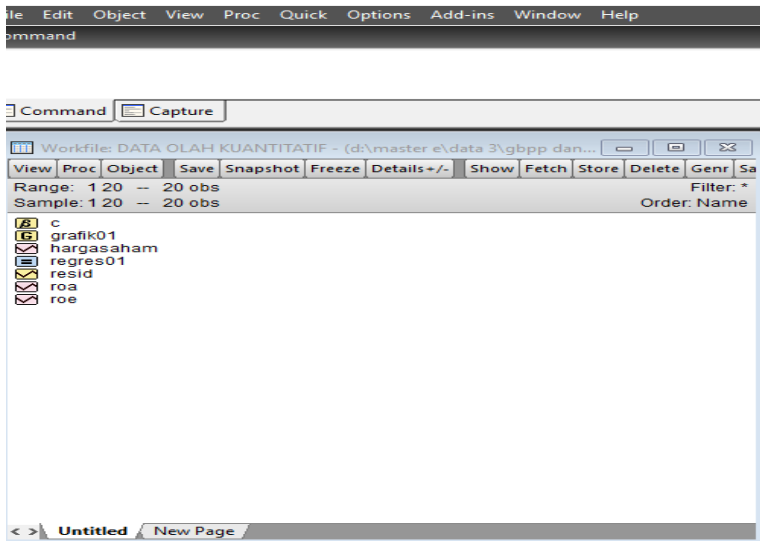 ile Edit Object View Proc Quick Options Add-ins Window Help
ommand
Command Capture
Workfile: DATA OLAH KUANTITATIF - (d:\master e\data 3\gbpp dan...
View Proc Object Save Snapshot Freeze Details+/- Show Fetch Store Delete Genr Sa
Range: 1 20 -- 20 obs Filter: *
Sample: 1 20 -- 20 obs Order: Name
β c
G grafik01
hargasaham
= regres01
resid
roa
roe
< > Untitled New Page